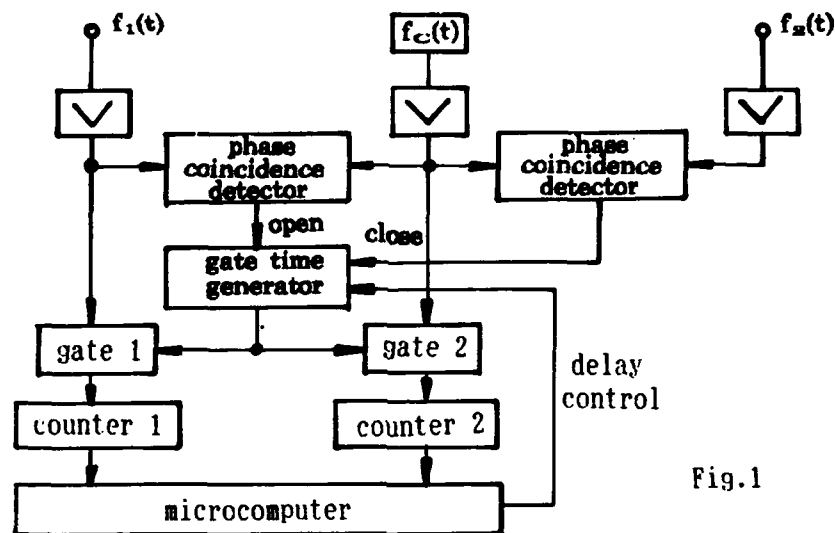 f₁(t)
f_C(t)
f₂(t)
phase
coincidence
detector
phase
coincidence
detector
open
close
gate time
generator
gate 1
gate 2
delay
control
counter 1
counter 2
microcomputer
Fig.1